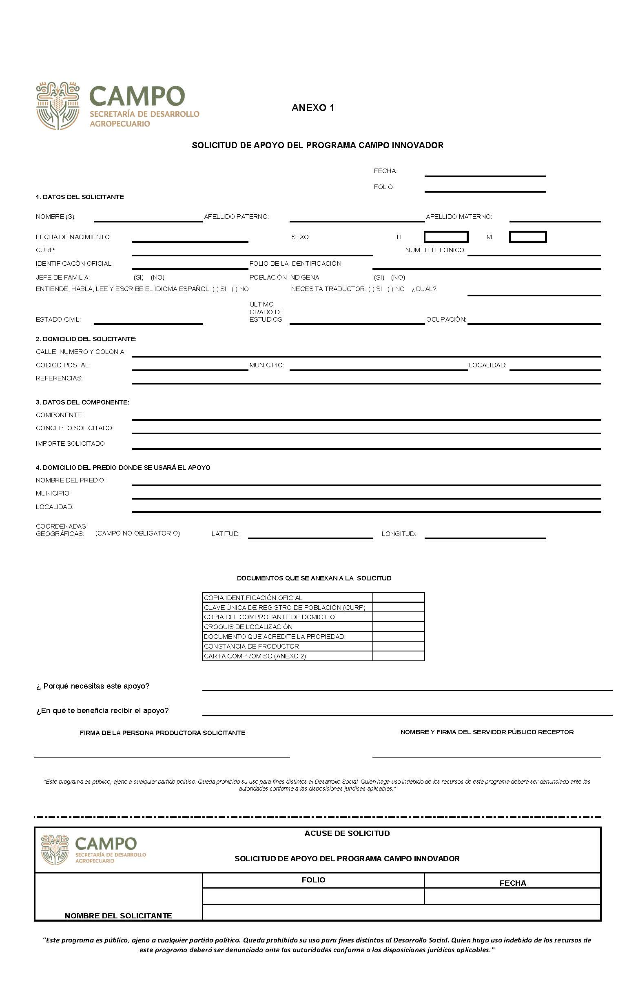 CAMPO
SECRETARÍA DE DESARROLLO
AGROPECUARIO
ANEXO 1
SOLICITUD DE APOYO DEL PROGRAMA CAMPO INNOVADOR
FECHA:
FOLIO:
1. DATOS DEL SOLICITANTE
NOMBRE (S): APELLIDO PATERNO: APELLIDO MATERNO:
FECHA DE NACIMIENTO: SEXO: H M
CURP: NUM. TELEFONICO:
IDENTIFICACÓN OFICIAL: FOLIO DE LA IDENTIFICACIÓN:
JEFE DE FAMILIA: (SI) (NO) POBLACIÓN ÍNDIGENA (SI) (NO)
ENTIENDE, HABLA, LEE Y ESCRIBE EL IDIOMA ESPAÑOL: ( ) SI ( ) NO NECESITA TRADUCTOR: ( ) SI ( ) NO ¿CUAL?:
ULTIMO
GRADO DE
ESTADO CIVIL: ESTUDIOS: OCUPACIÓN:
2. DOMICILIO DEL SOLICITANTE:
CALLE, NUMERO Y COLONIA:
CODIGO POSTAL: MUNICIPIO: LOCALIDAD:
REFERENCIAS:
3. DATOS DEL COMPONENTE:
COMPONENTE:
CONCEPTO SOLICITADO:
IMPORTE SOLICITADO
4. DOMICILIO DEL PREDIO DONDE SE USARÁ EL APOYO
NOMBRE DEL PREDIO:
MUNICIPIO:
LOCALIDAD:
COORDENADAS
GEOGRÁFICAS: (CAMPO NO OBLIGATORIO) LATITUD: LONGITUD:
DOCUMENTOS QUE SE ANEXAN A LA SOLICITUD
COPIA IDENTIFICACIÓN OFICIAL
CLAVE ÚNICA DE REGISTRO DE POBLACIÓN (CURP)
COPIA DEL COMPROBANTE DE DOMICILIO
CROQUIS DE LOCALIZACIÓN
DOCUMENTO QUE ACREDITE LA PROPIEDAD
CONSTANCIA DE PRODUCTOR
CARTA COMPROMISO (ANEXO 2)
¿ Porqué necesitas este apoyo?
¿En qué te beneficia recibir el apoyo?
FIRMA DE LA PERSONA PRODUCTORA SOLICITANTE NOMBRE Y FIRMA DEL SERVIDOR PÚBLICO RECEPTOR
"Este programa es público, ajeno a cualquier partido político. Queda prohibido su uso para fines distintos al Desarrollo Social. Quien haga uso indebido de los recursos de este programa deberá ser denunciado ante las
autoridades conforme a las disposiciones jurídicas aplicables."
ACUSE DE SOLICITUD
CAMPO
SECRETARÍA DE DESARROLLO
AGROPECUARIO
SOLICITUD DE APOYO DEL PROGRAMA CAMPO INNOVADOR
FOLIO FECHA
NOMBRE DEL SOLICITANTE
"Este programa es público, ajeno a cualquier partido político. Queda prohibido su uso para fines distintos al Desarrollo Social. Quien haga uso indebido de los recursos de
este programa deberá ser denunciado ante las autoridades conforme a las disposiciones jurídicas aplicables."